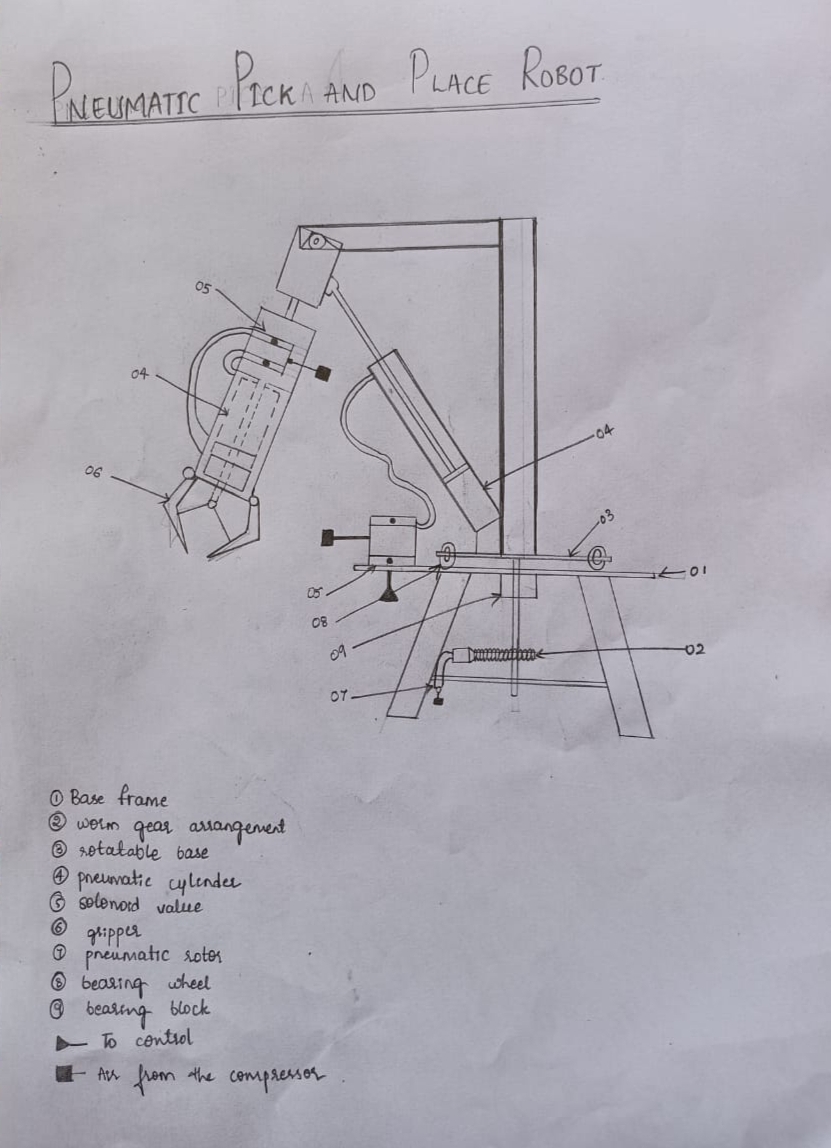 PNEUMATIC PICK AND PLACE ROBOT
05
04
04
06
03
01
05
08
09
02
07
① Base frame
② worm gear arrangement
③ rotatable base
④ pneumatic cylender
⑤ solenoid value
⑥ gripper
⑦ pneumatic rotor
⑧ bearing wheel
⑨ bearing block
To control
Air from the compressor